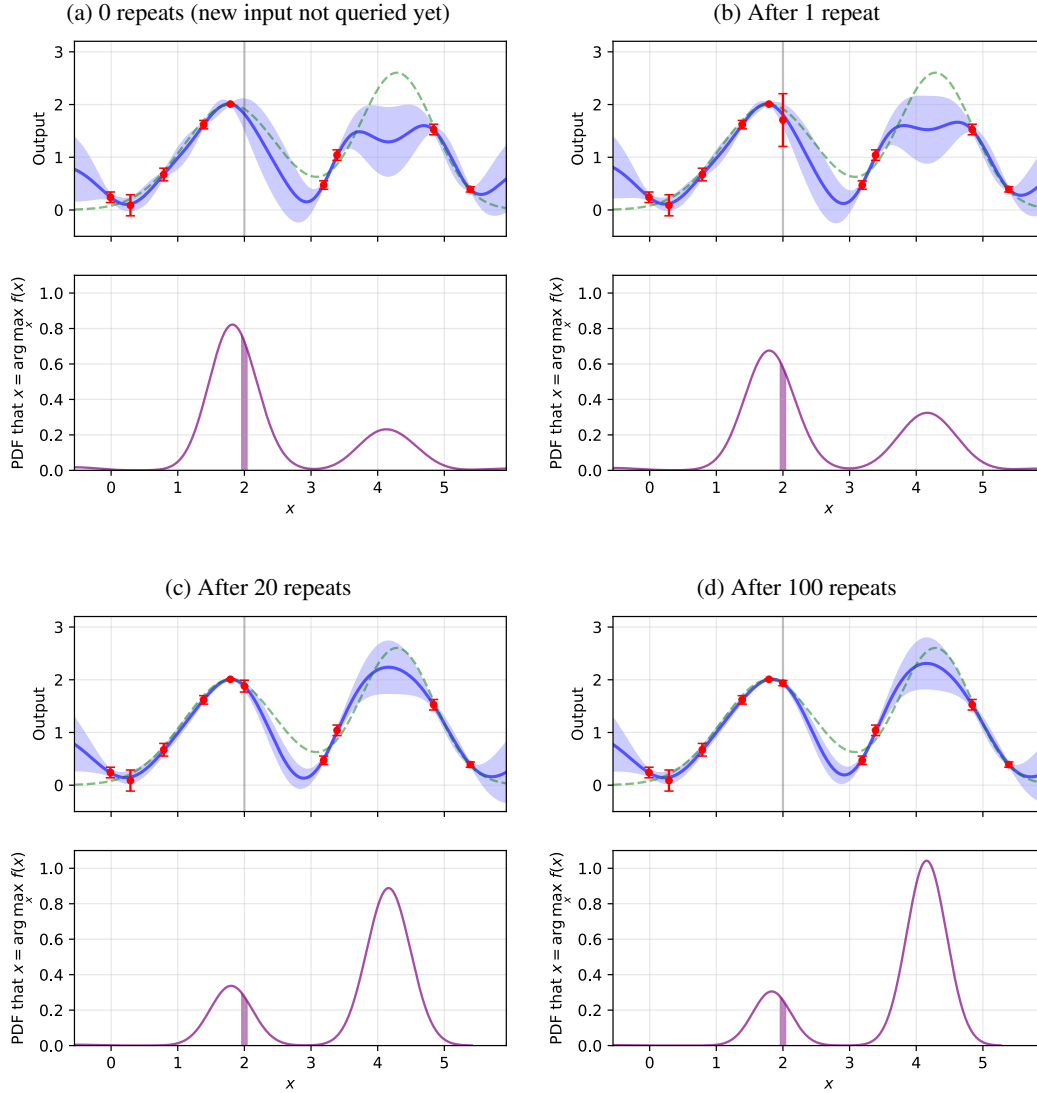 (a) 0 repeats (new input not queried yet)
(b) After 1 repeat
3
2
1
0
Output
3
2
1
0
Output
1.0
0.8
0.6
0.4
0.2
0.0
PDF that x = arg max f(x)
x
0 1 2 3 4 5
x
1.0
0.8
0.6
0.4
0.2
0.0
PDF that x = arg max f(x)
x
0 1 2 3 4 5
x
(c) After 20 repeats
(d) After 100 repeats
3
2
1
0
Output
3
2
1
0
Output
1.0
0.8
0.6
0.4
0.2
0.0
PDF that x = arg max f(x)
x
0 1 2 3 4 5
x
1.0
0.8
0.6
0.4
0.2
0.0
PDF that x = arg max f(x)
x
0 1 2 3 4 5
x